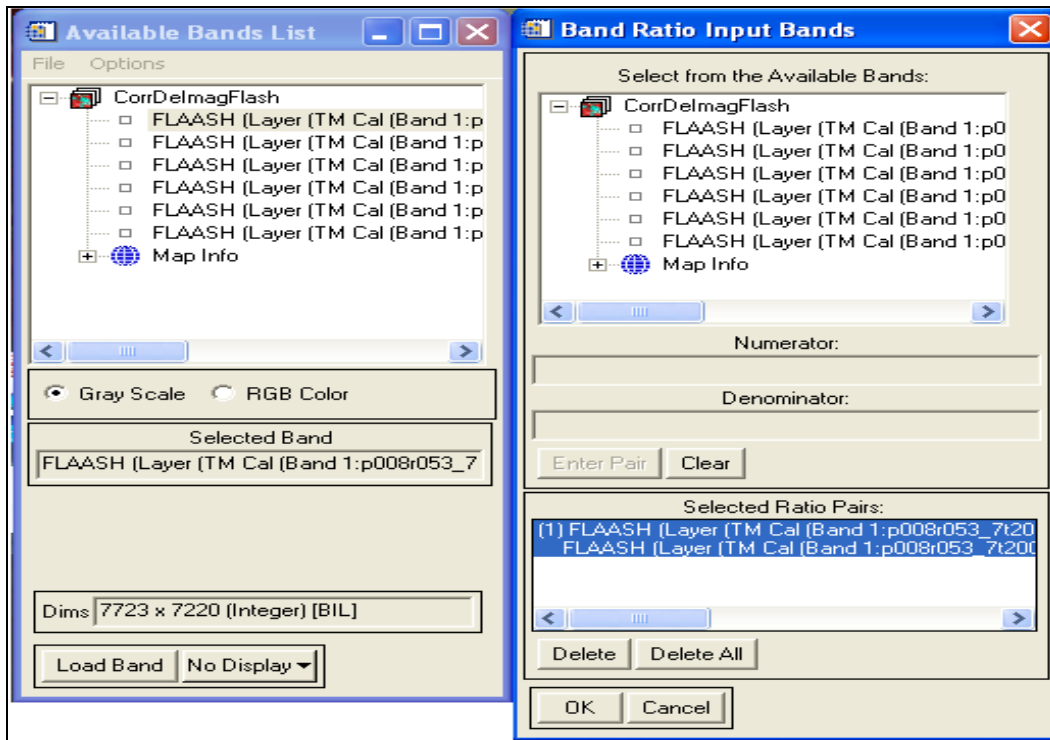 Available Bands List
File Options
CorrDelmagFlash
FLAASH (Layer (TM Cal (Band 1:p
FLAASH (Layer (TM Cal (Band 1:p
FLAASH (Layer (TM Cal (Band 1:p
FLAASH (Layer (TM Cal (Band 1:p
FLAASH (Layer (TM Cal (Band 1:p
FLAASH (Layer (TM Cal (Band 1:p
Map Info
Gray Scale RGB Color
Selected Band
FLAASH (Layer (TM Cal (Band 1:p008r053_7
Dims 7723 x 7220 (Integer) [BIL]
Load Band No Display
Band Ratio Input Bands
Select from the Available Bands:
CorrDelmagFlash
FLAASH (Layer (TM Cal (Band 1:p0
FLAASH (Layer (TM Cal (Band 1:p0
FLAASH (Layer (TM Cal (Band 1:p0
FLAASH (Layer (TM Cal (Band 1:p0
FLAASH (Layer (TM Cal (Band 1:p0
FLAASH (Layer (TM Cal (Band 1:p0
Map Info
Numerator:
Denominator:
Enter Pair Clear
Selected Ratio Pairs:
(1) FLAASH (Layer (TM Cal (Band 1:p008r053_7t20
FLAASH (Layer (TM Cal (Band 1:p008r053_7t200
Delete Delete All
OK Cancel